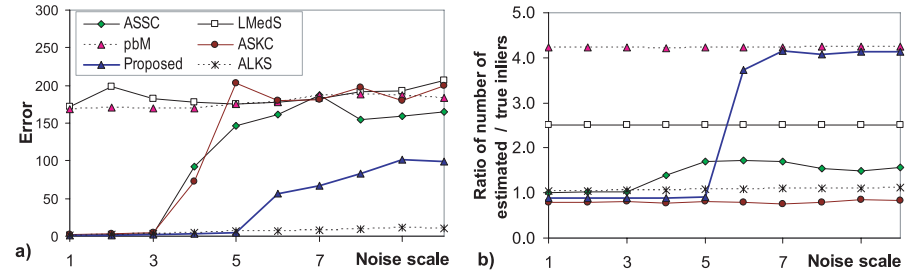 a)
300
250
200
150
100
50
0
Error
ASSC
LMedS
pbM
ASKC
Proposed
ALKS
1
3
5
7
Noise scale
b)
Ratio of number of
estimated / true inliers
5.0
4.0
3.0
2.0
1.0
0.0
1
3
5
7
Noise scale